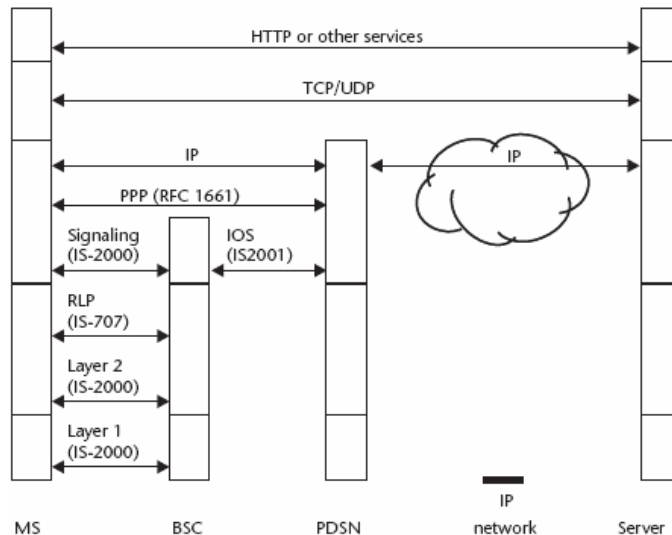 HTTP or other services
TCP/UDP
IP
IP
PPP (RFC 1661)
Signaling
(IS-2000)
IOS
(IS2001)
RLP
(IS-707)
Layer 2
(IS-2000)
Layer 1
(IS-2000)
MS
BSC
PDSN
IP
network
Server